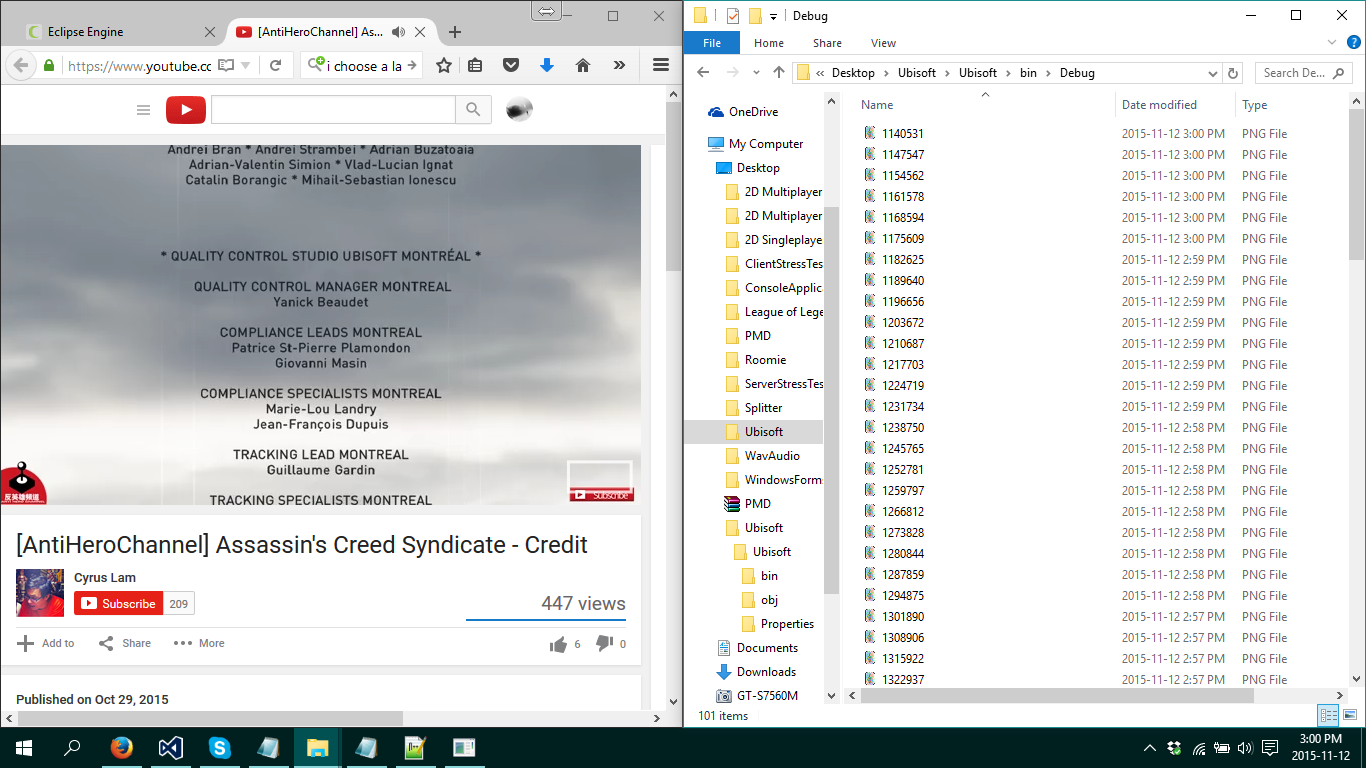 Eclipse Engine
[AntiHeroChannel] As...
https://www.youtube.co
i choose a la
Andrei Bran * Andrei Strambei * Adrian Buzatoaia
Adrian-Valentin Simion * Vlad-Lucian Ignat
Catalin Borangic * Mihail-Sebastian Ionescu
* QUALITY CONTROL STUDIO UBISOFT MONTRÉAL *
QUALITY CONTROL MANAGER MONTREAL
Yanick Beaudet
COMPLIANCE LEADS MONTREAL
Patrice St-Pierre Plamondon
Giovanni Masin
COMPLIANCE SPECIALISTS MONTREAL
Marie-Lou Landry
Jean-François Dupuis
TRACKING LEAD MONTREAL
Guillaume Gardin
TRACKING SPECIALISTS MONTREAL
反英雄頻道
Subscribe
[AntiHeroChannel] Assassin's Creed Syndicate - Credit
Cyrus Lam
Subscribe 209
447 views
Add to Share More 6 0
Published on Oct 29, 2015
Debug
File Home Share View
« Desktop Ubisoft Ubisoft bin Debug
Search De...
OneDrive
My Computer
Desktop
2D Multiplayer
2D Multiplayer
2D Singleplaye
ClientStressTes
ConsoleApplica
League of Lege
PMD
Roomie
ServerStressTes
Splitter
Ubisoft
WavAudio
WindowsForm
PMD
Ubisoft
Ubisoft
bin
obj
Properties
Documents
Downloads
GT-S7560M
Name Date modified Type
1140531 2015-11-12 3:00 PM PNG File
1147547 2015-11-12 3:00 PM PNG File
1154562 2015-11-12 3:00 PM PNG File
1161578 2015-11-12 3:00 PM PNG File
1168594 2015-11-12 3:00 PM PNG File
1175609 2015-11-12 3:00 PM PNG File
1182625 2015-11-12 2:59 PM PNG File
1189640 2015-11-12 2:59 PM PNG File
1196656 2015-11-12 2:59 PM PNG File
1203672 2015-11-12 2:59 PM PNG File
1210687 2015-11-12 2:59 PM PNG File
1217703 2015-11-12 2:59 PM PNG File
1224719 2015-11-12 2:59 PM PNG File
1231734 2015-11-12 2:59 PM PNG File
1238750 2015-11-12 2:58 PM PNG File
1245765 2015-11-12 2:58 PM PNG File
1252781 2015-11-12 2:58 PM PNG File
1259797 2015-11-12 2:58 PM PNG File
1266812 2015-11-12 2:58 PM PNG File
1273828 2015-11-12 2:58 PM PNG File
1280844 2015-11-12 2:58 PM PNG File
1287859 2015-11-12 2:58 PM PNG File
1294875 2015-11-12 2:58 PM PNG File
1301890 2015-11-12 2:57 PM PNG File
1308906 2015-11-12 2:57 PM PNG File
1315922 2015-11-12 2:57 PM PNG File
1322937 2015-11-12 2:57 PM PNG File
101 items
3:00 PM
2015-11-12